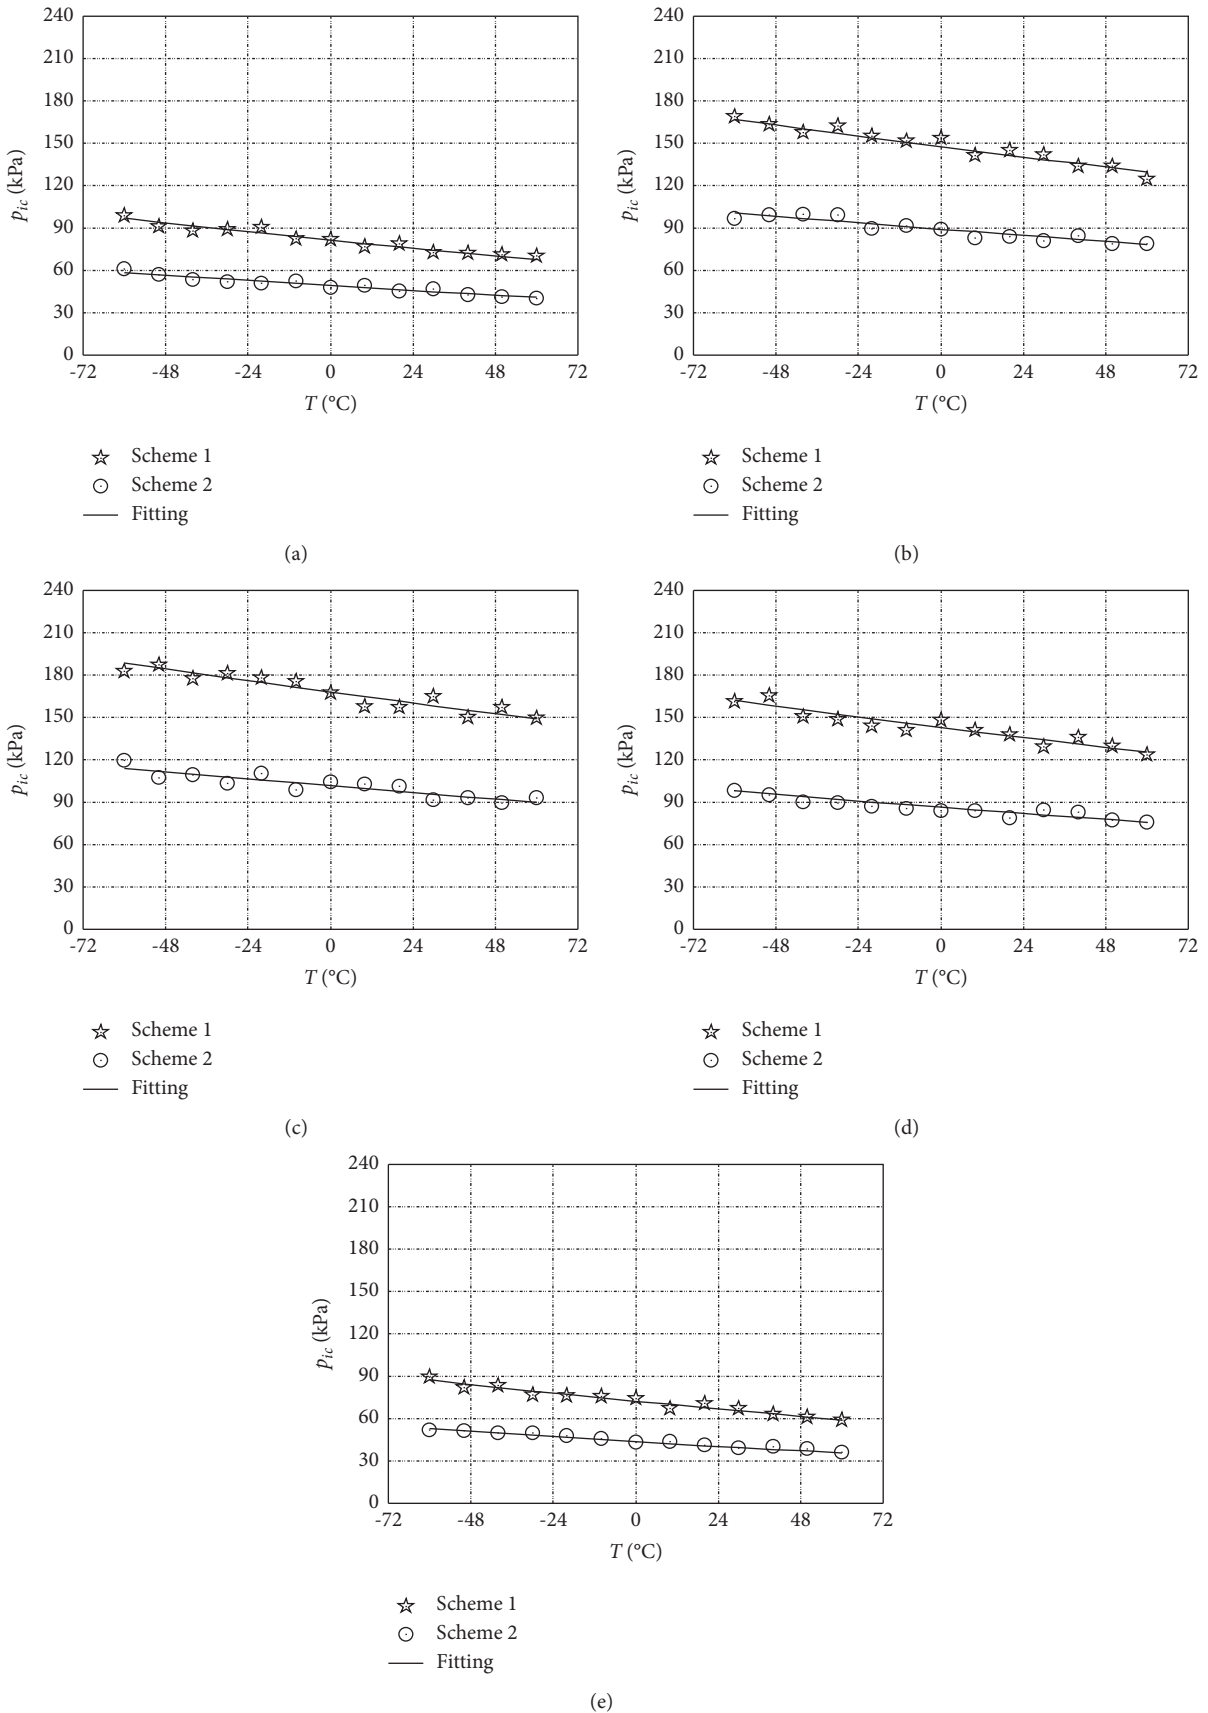 240
210
180
150
120
90
60
30
0
-72 -48 -24 0 24 48 72
p_ic (kPa)
T (°C)
Scheme 1
Scheme 2
Fitting
(a)
240
210
180
150
120
90
60
30
0
-72 -48 -24 0 24 48 72
p_ic (kPa)
T (°C)
Scheme 1
Scheme 2
Fitting
(b)
240
210
180
150
120
90
60
30
0
-72 -48 -24 0 24 48 72
p_ic (kPa)
T (°C)
Scheme 1
Scheme 2
Fitting
(c)
240
210
180
150
120
90
60
30
0
-72 -48 -24 0 24 48 72
p_ic (kPa)
T (°C)
Scheme 1
Scheme 2
Fitting
(d)
240
210
180
150
120
90
60
30
0
-72 -48 -24 0 24 48 72
p_ic (kPa)
T (°C)
Scheme 1
Scheme 2
Fitting
(e)